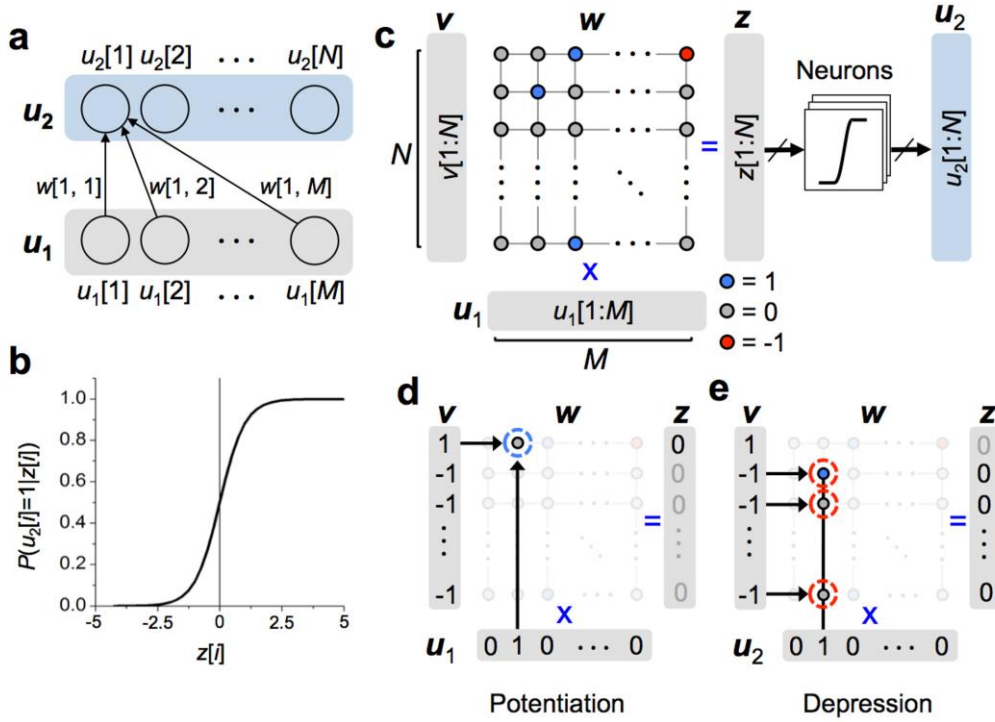 a
u₂[1] u₂[2] · · · u₂[N]
u₂
· · ·
w[1, 1] w[1, 2] w[1, M]
u₁
· · ·
u₁[1] u₁[2] · · · u₁[M]
b
P(u₂[i]=1|z[i])
1.0
0.8
0.6
0.4
0.2
0.0
-5 -2.5 0 2.5 5
z[i]
c
v w z u₂
N
v[1:N]
=
z[1:N]
Neurons
u₂[1:N]
x
u₁
u₁[1:M]
M
= 1
= 0
= -1
d
v w z
1 0
-1 0
-1 = 0
-1 0
x
u₁ 0 1 0 · · · 0
Potentiation
e
v w z
1 0
-1 0
-1 = 0
-1 0
x
u₂ 0 1 0 · · · 0
Depression